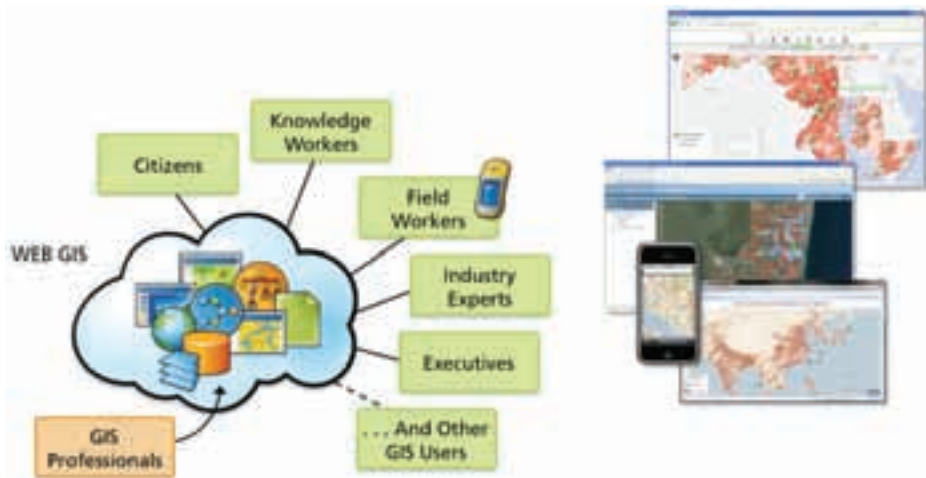 Knowledge
Workers
Citizens
Field
Workers
WEB GIS
Industry
Experts
Executives
... And Other
GIS Users
GIS
Professionals